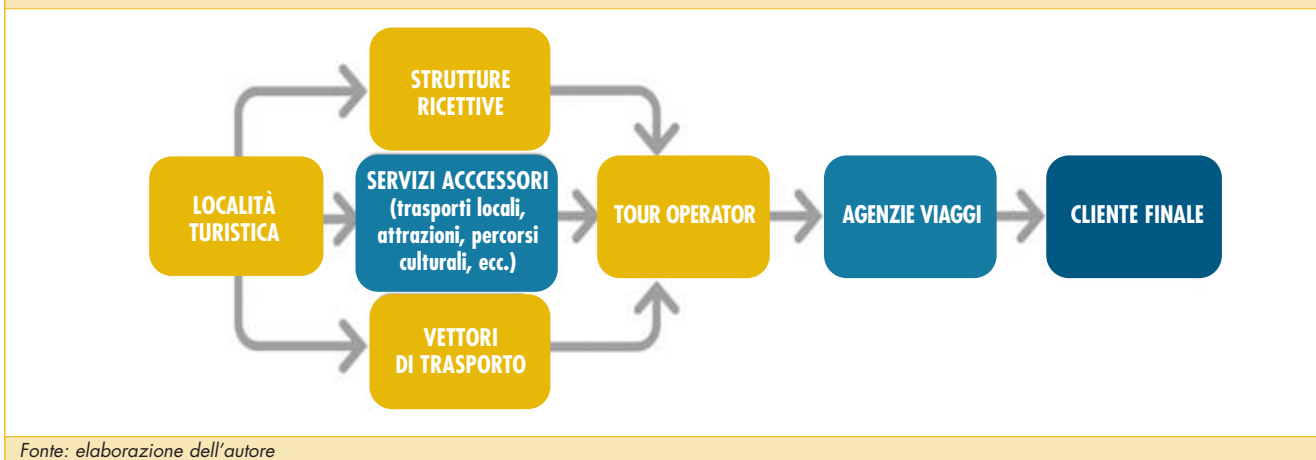 STRUTTURE
RICETTIVE
LOCALITÀ
TURISTICA
SERVIZI ACCCESSORI
(trasporti locali,
attrazioni, percorsi
culturali, ecc.)
VETTORI
DI TRASPORTO
TOUR OPERATOR
AGENZIE VIAGGI
CLIENTE FINALE
Fonte: elaborazione dell'autore